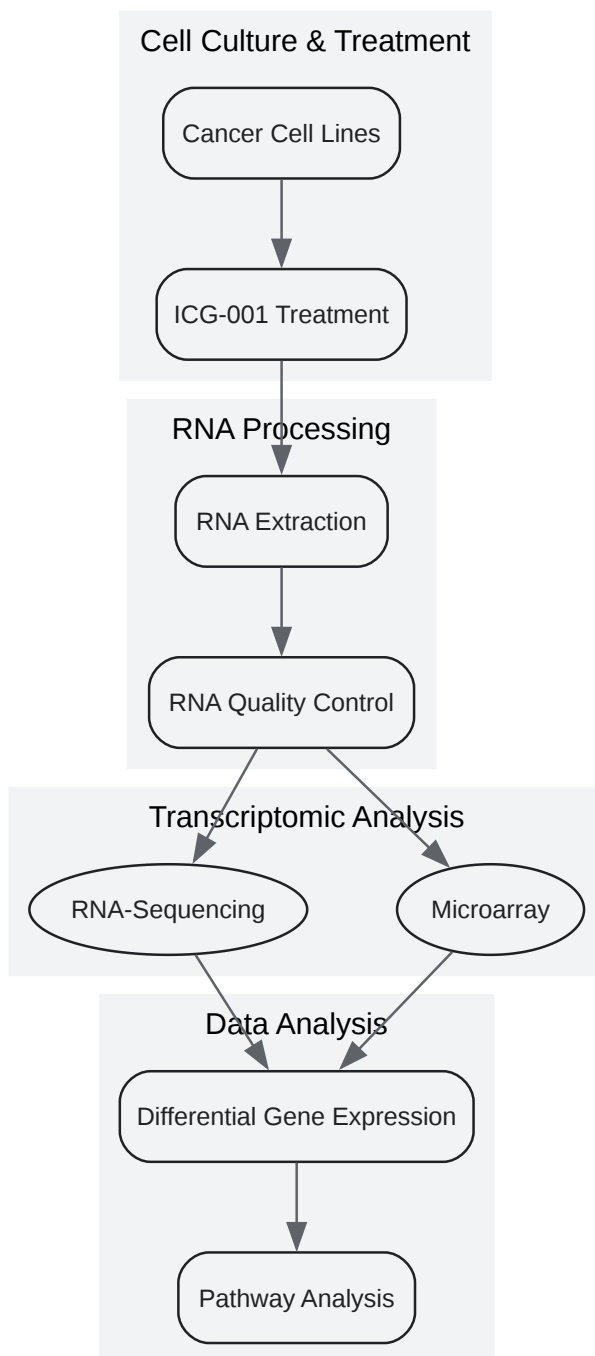 Cell Culture & Treatment
Cancer Cell Lines
ICG-001 Treatment
RNA Processing
RNA Extraction
RNA Quality Control
Transcriptomic Analysis
RNA-Sequencing
Microarray
Data Analysis
Differential Gene Expression
Pathway Analysis